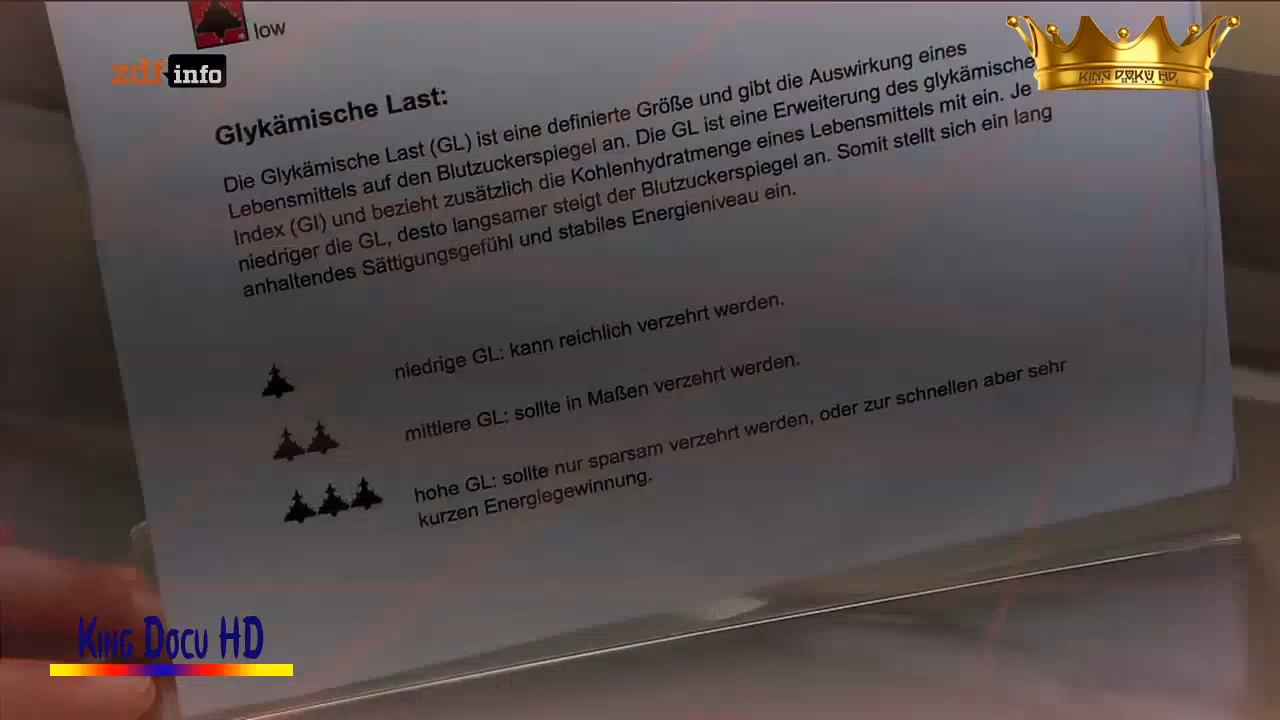 low
zdf info
KING DOKU HD
Glykämische Last:
Die Glykämische Last (GL) ist eine definierte Größe und gibt die Auswirkung eines
Lebensmittels auf den Blutzuckerspiegel an. Die GL ist eine Erweiterung des glykämische
Index (GI) und bezieht zusätzlich die Kohlenhydratmenge eines Lebensmittels mit ein. Je
niedriger die GL, desto langsamer steigt der Blutzuckerspiegel an. Somit stellt sich ein lang
anhaltendes Sättigungsgefühl und stabiles Energieniveau ein.
niedrige GL: kann reichlich verzehrt werden.
mittlere GL: sollte in Maßen verzehrt werden.
hohe GL: sollte nur sparsam verzehrt werden, oder zur schnellen aber sehr
kurzen Energiegewinnung.
KING DOCU HD